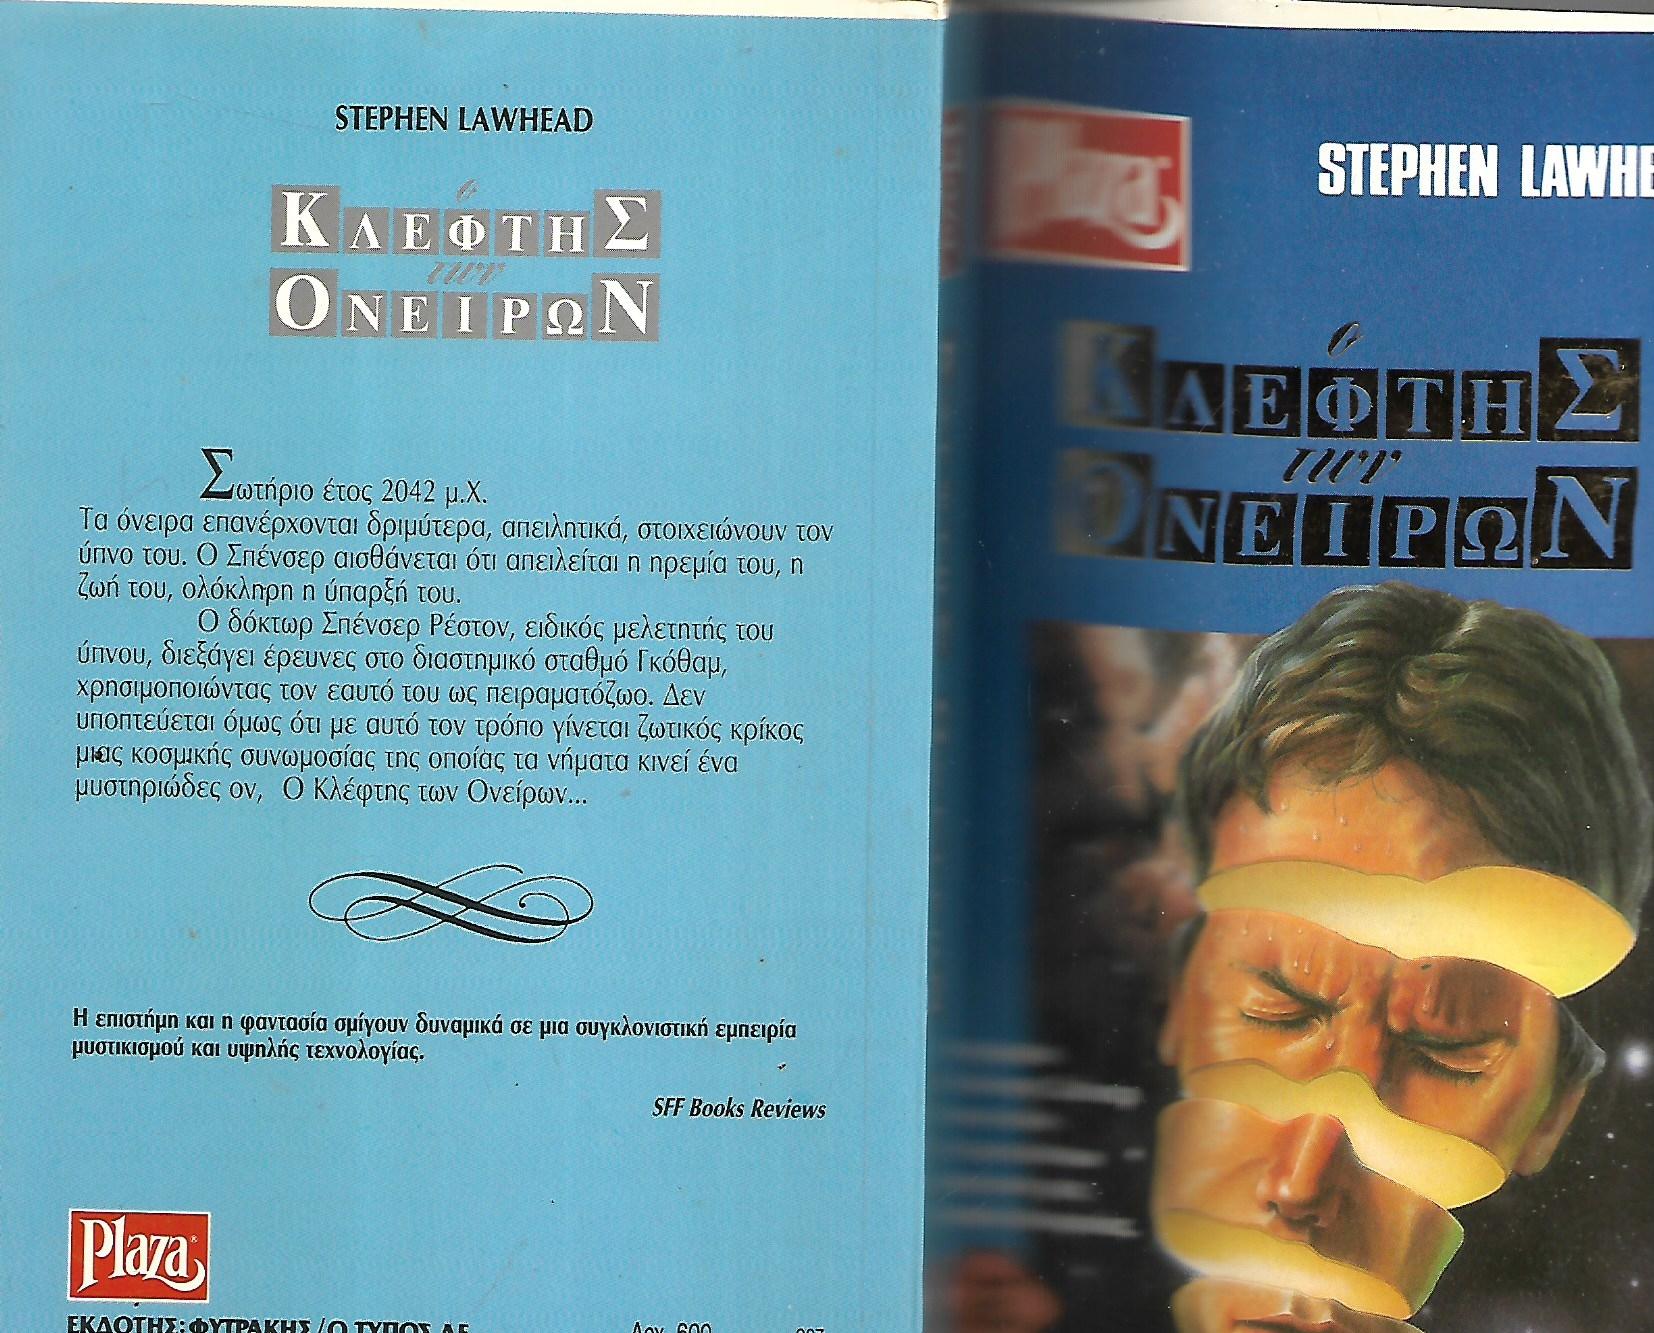 STEPHEN LAWHEAD
ο
ΚΛΕΦΤΗΣ
των
ΟΝΕΙΡΩΝ
Σωτήριο έτος 2042 μ.Χ.
Τα όνειρα επανέρχονται δριμύτερα, απειλητικά, στοιχειώνουν τον
ύπνο του. Ο Σπένσερ αισθάνεται ότι απειλείται η ηρεμία του, η
ζωή του, ολόκληρη η ύπαρξή του.
Ο δόκτωρ Σπένσερ Ρέστον, ειδικός μελετητής του
ύπνου, διεξάγει έρευνες στο διαστημικό σταθμό Γκόθαμ,
χρησιμοποιώντας τον εαυτό του ως πειραματόζωο. Δεν
υποπτεύεται όμως ότι με αυτό τον τρόπο γίνεται ζωτικός κρίκος
μιας κοσμικής συνωμοσίας της οποίας τα νήματα κινεί ένα
μυστηριώδες ον, Ο Κλέφτης των Ονείρων...
Η επιστήμη και η φαντασία σμίγουν δυναμικά σε μια συγκλονιστική εμπειρία
μυστικισμού και υψηλής τεχνολογίας.
SFF Books Reviews
Plaza®
ΕΚΔΟΤΗΣ: ΦΥΤΡΑΚΗΣ / Ο ΤΥΠΟΣ ΑΕ
Δρχ. 600
Plaza
STEPHEN LAWHE
ο
ΚΛΕΦΤΗΣ
των
ΟΝΕΙΡΩΝ